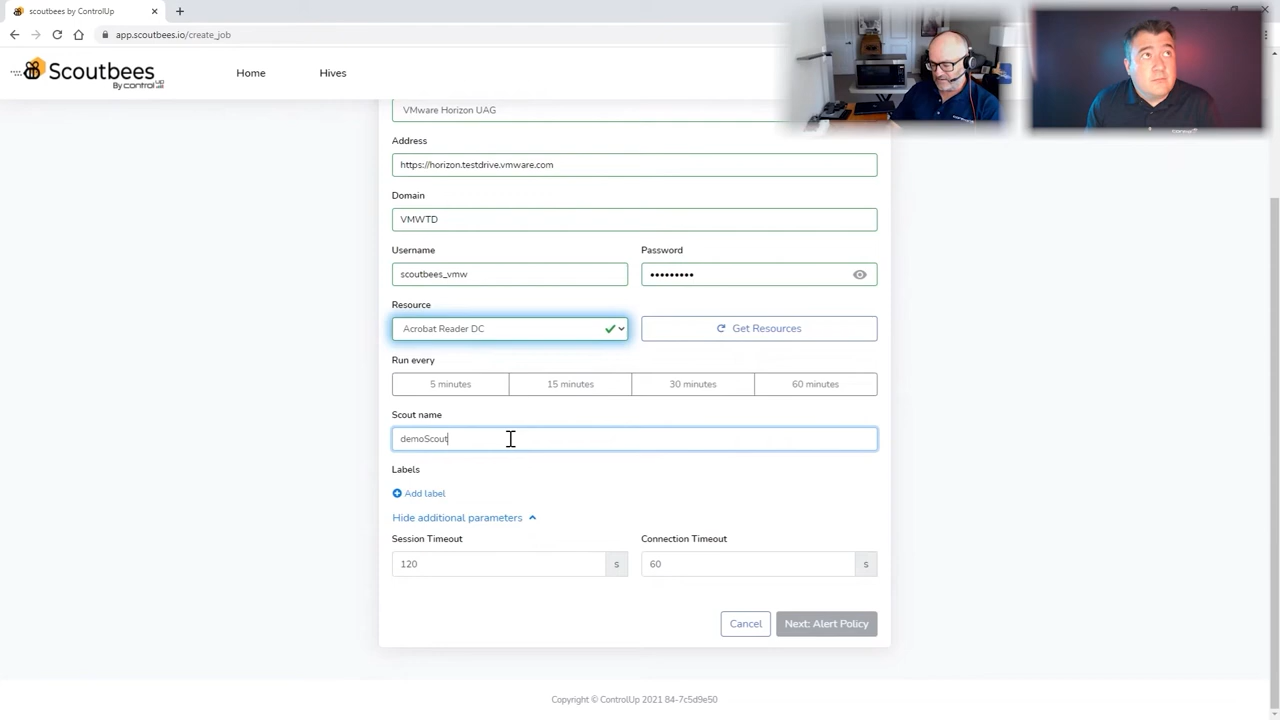 scoutbees by ControlUp
app.scoutbees.io/create_job
Scoutbees
By controlup
Home
Hives
VMware Horizon UAG
Address
https://horizon.testdrive.vmware.com
Domain
VMWTD
Username
Password
scoutbees_vmw
•••••••••
Resource
Acrobat Reader DC
Get Resources
Run every
5 minutes
15 minutes
30 minutes
60 minutes
Scout name
demoScout
Labels
Add label
Hide additional parameters
Session Timeout
Connection Timeout
120
s
60
s
Cancel
Next: Alert Policy
Copyright © ControlUp 2021 84-7c5d9e50